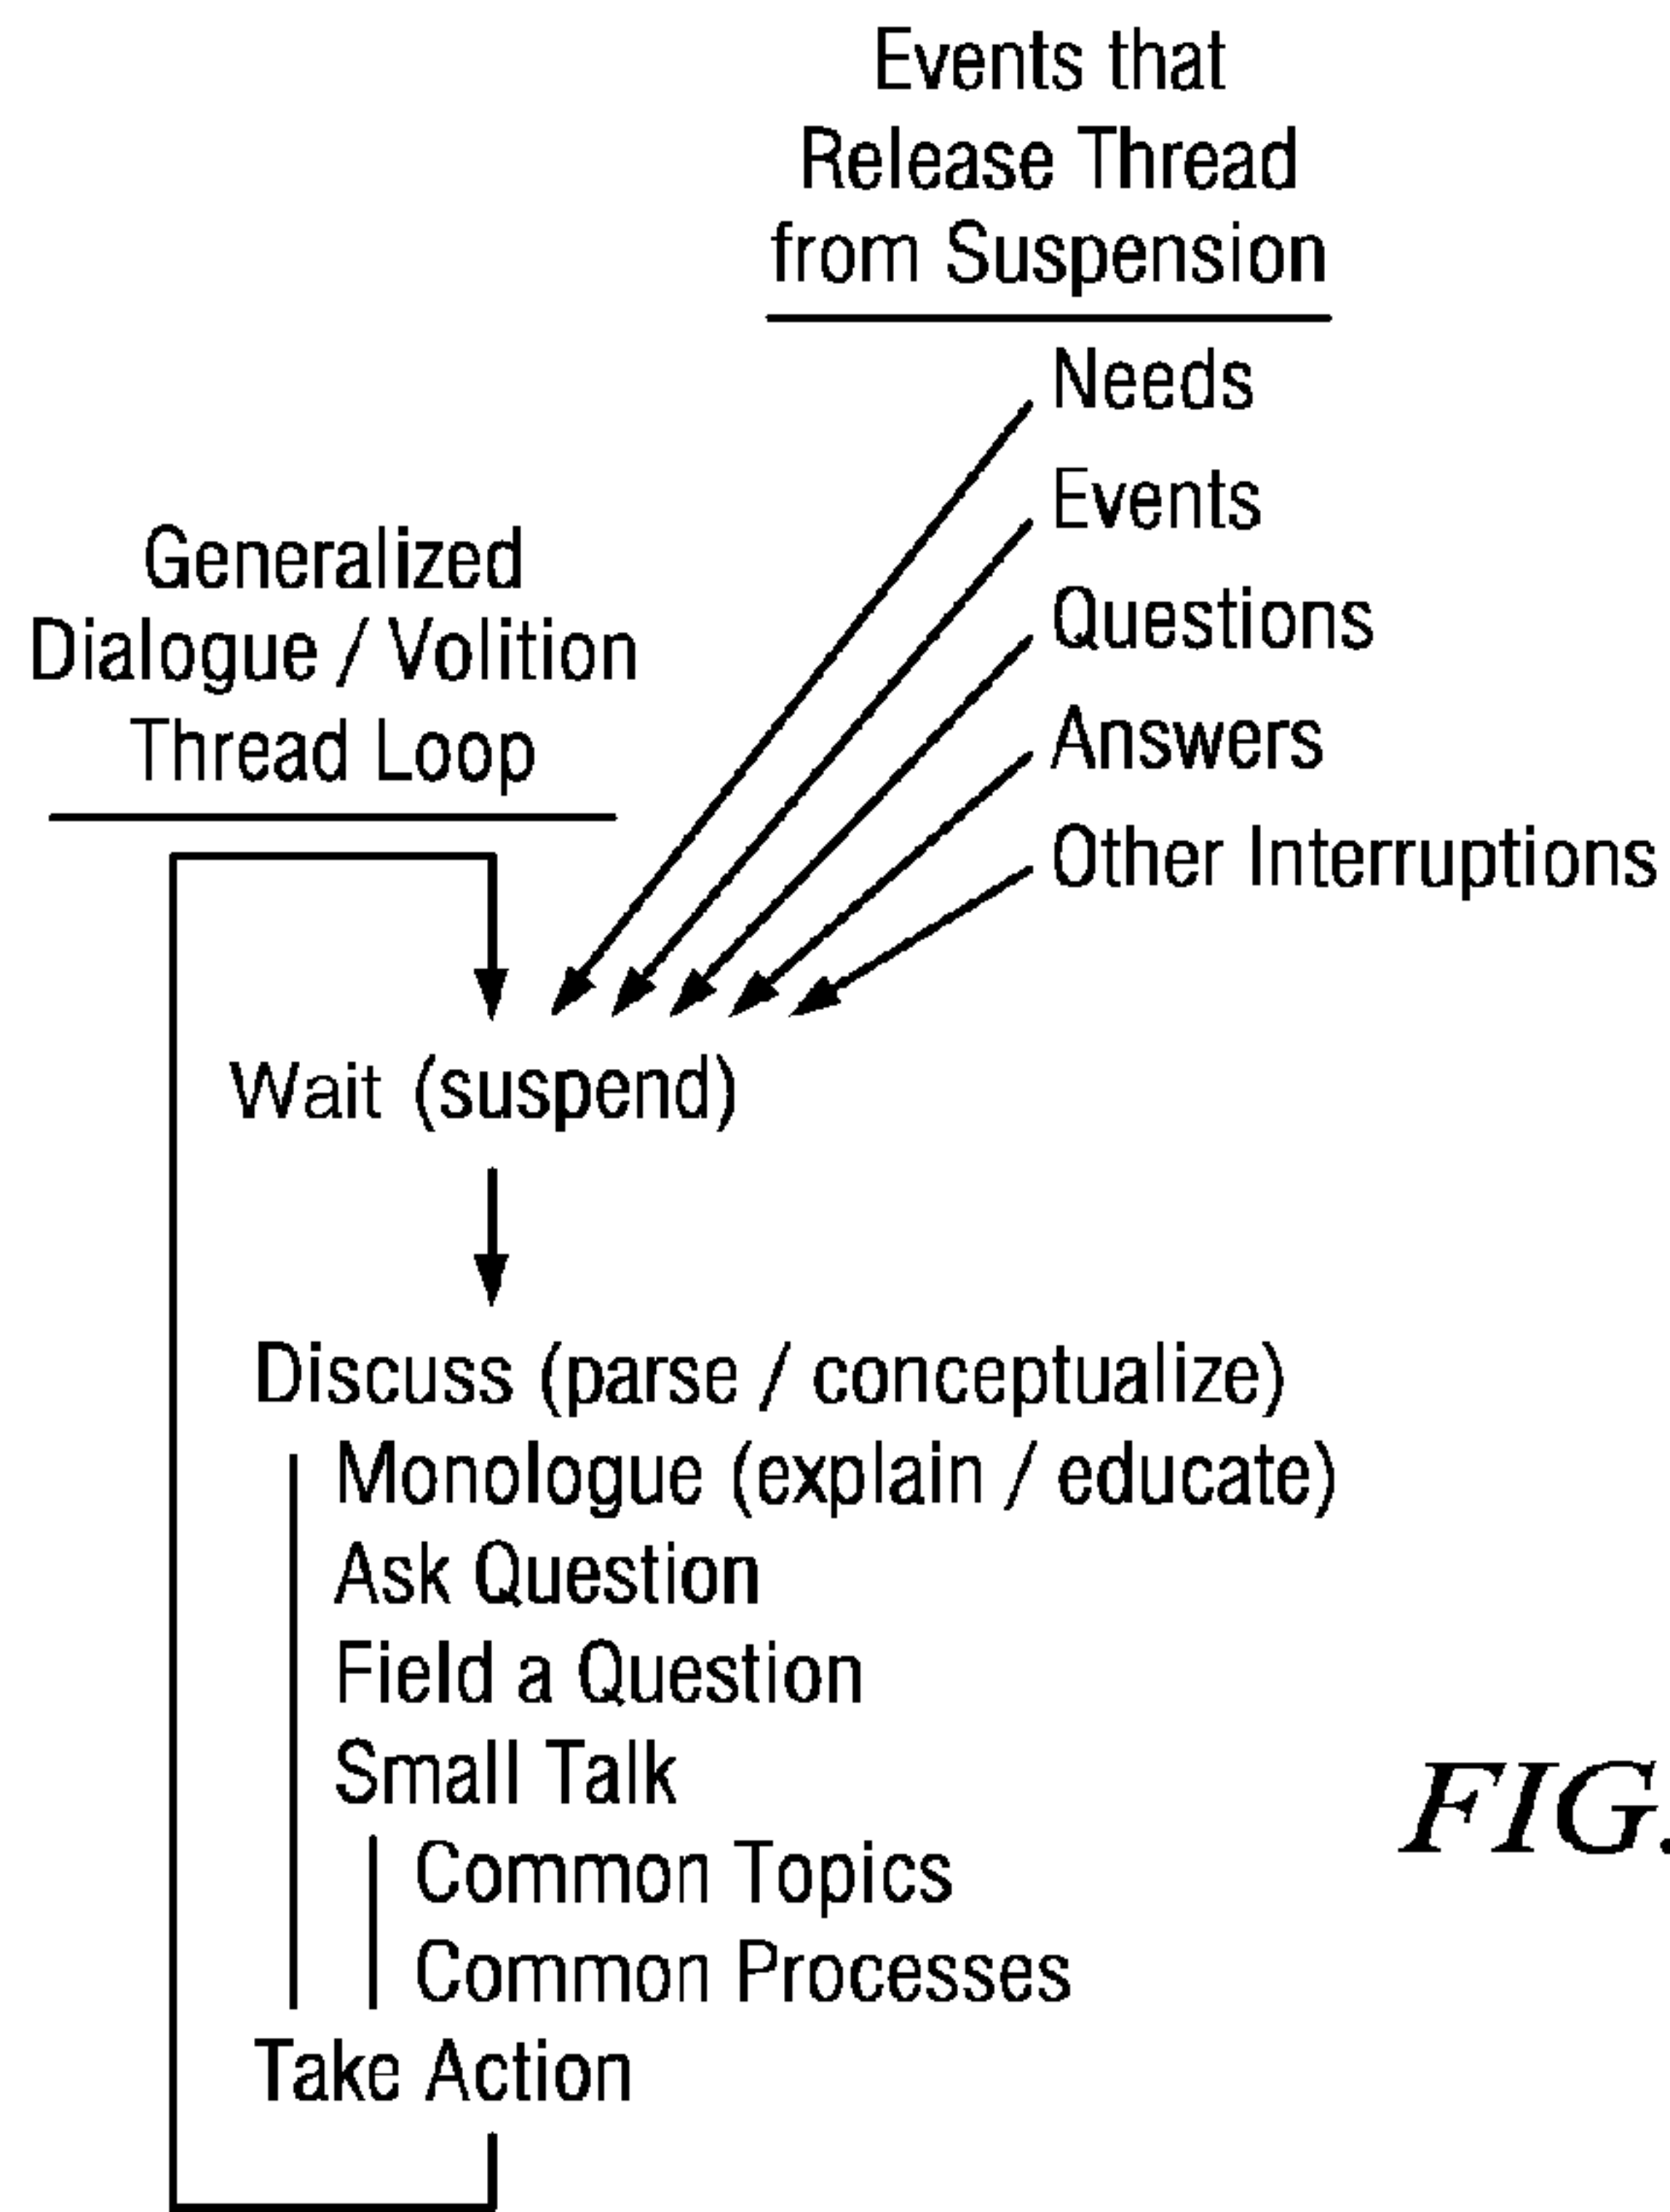 Events that
Release Thread
from Suspension
Needs
Events
Questions
Answers
Other Interruptions
Generalized
Dialogue / Volition
Thread Loop
Wait (suspend)
Discuss (parse / conceptualize)
Monologue (explain / educate)
Ask Question
Field a Question
Small Talk
Common Topics
Common Processes
Take Action
FIG.